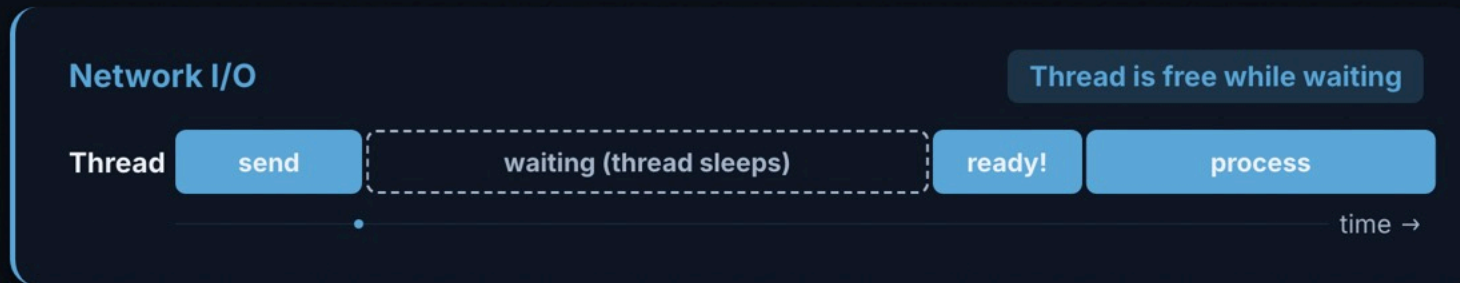 Network I/O
Thread is free while waiting
Thread send waiting (thread sleeps) ready! process
time →